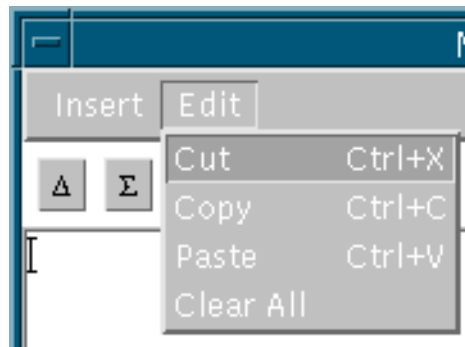 Insert Edit
Cut Ctrl+X
Δ Σ
Copy Ctrl+C
Paste Ctrl+V
Clear All